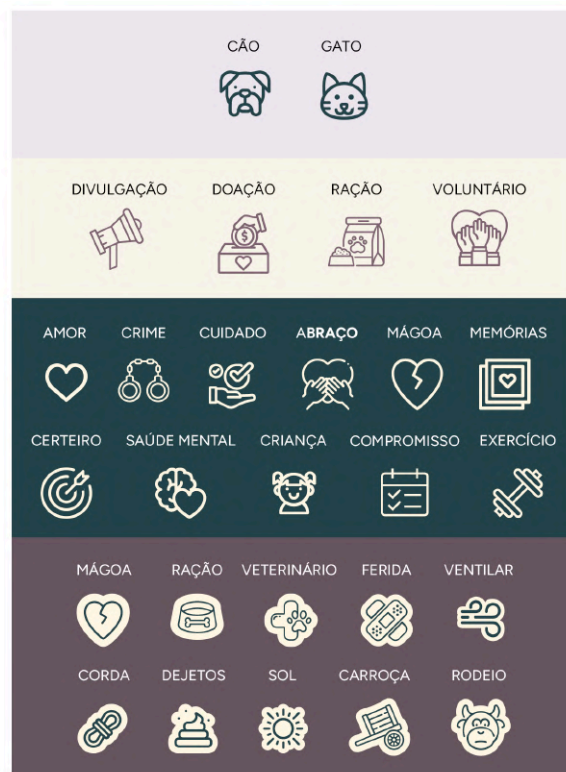 CÃO GATO
DIVULGAÇÃO DOAÇÃO RAÇÃO VOLUNTÁRIO
AMOR CRIME CUIDADO ABRAÇO MÁGOA MEMÓRIAS
CERTEIRO SAÚDE MENTAL CRIANÇA COMPROMISSO EXERCÍCIO
MÁGOA RAÇÃO VETERINÁRIO FERIDA VENTILAR
CORDA DEJETOS SOL CARROÇA RODEIO